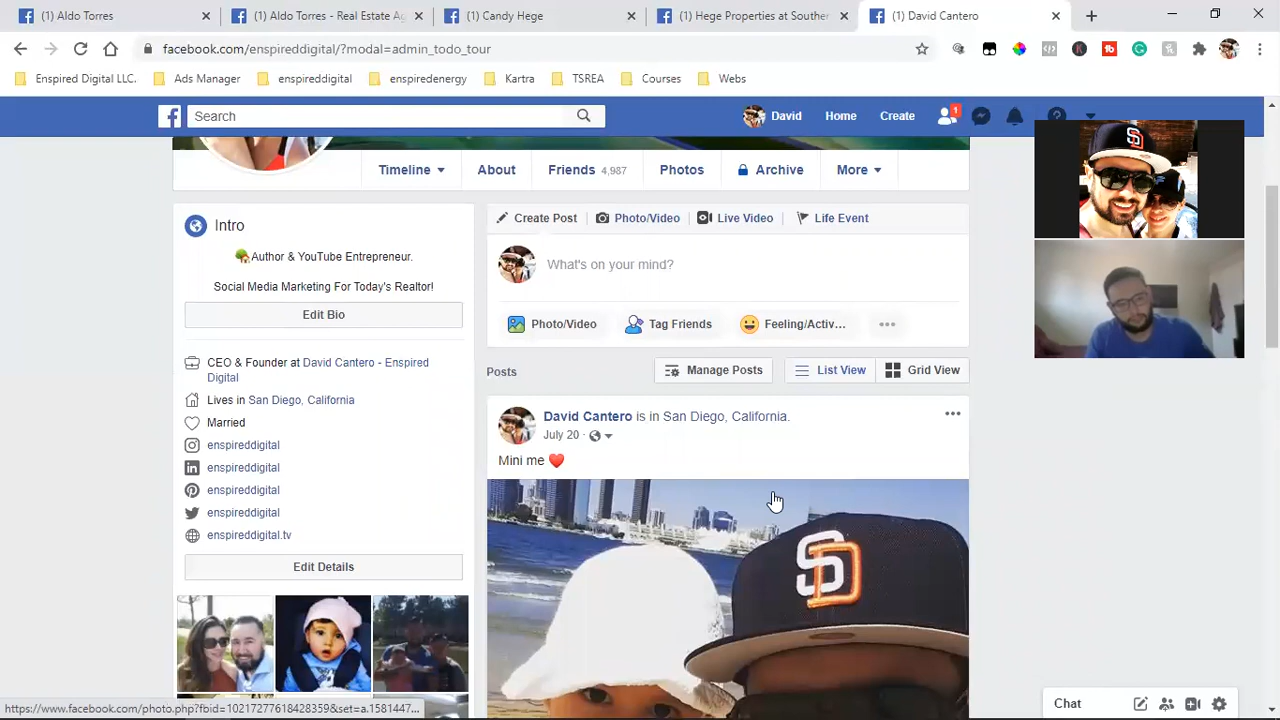 (1) Aldo Torres
(1) Aldo Torres - Real Estate Ag
(1) Candy Hege
(1) Hege Properties at Souther
(1) David Cantero
facebook.com/enspireddigital/?modal=admin_todo_tour
Enspired Digital LLC.
Ads Manager
enspireddigital
enspiredenergy
Kartra
TSREA
Courses
Webs
Search
David
Home
Create
1
Timeline
About
Friends 4,987
Photos
Archive
More
Intro
Author & YouTube Entrepreneur.
Social Media Marketing For Today's Realtor!
Edit Bio
CEO & Founder at David Cantero - Enspired
Digital
Lives in San Diego, California
Married
enspireddigital
enspireddigital
enspireddigital
enspireddigital
enspireddigital.tv
Edit Details
Create Post
Photo/Video
Live Video
Life Event
What's on your mind?
Photo/Video
Tag Friends
Feeling/Activ...
Posts
Manage Posts
List View
Grid View
David Cantero is in San Diego, California.
July 20
Mini me
SD
SD
Chat
https://www.facebook.com/photo.php?fbid=10217277618428359&set=a.1581447...